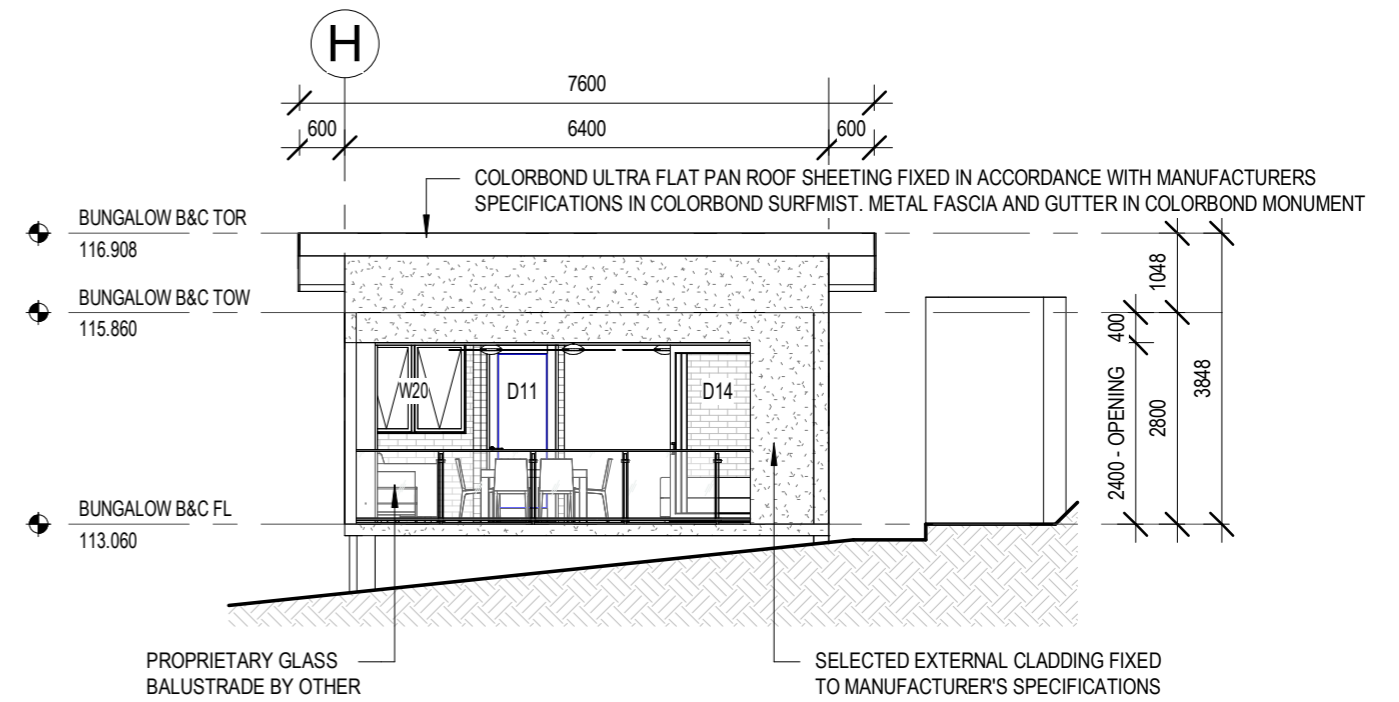 H
7600
600
6400
600
COLORBOND ULTRA FLAT PAN ROOF SHEETING FIXED IN ACCORDANCE WITH MANUFACTURERS
SPECIFICATIONS IN COLORBOND SURFMIST. METAL FASCIA AND GUTTER IN COLORBOND MONUMENT
BUNGALOW B&C TOR
116.908
BUNGALOW B&C TOW
115.860
1048
400
3848
2800
2400 - OPENING
W20
D11
D14
BUNGALOW B&C FL
113.060
PROPRIETARY GLASS
BALUSTRADE BY OTHER
SELECTED EXTERNAL CLADDING FIXED
TO MANUFACTURER'S SPECIFICATIONS